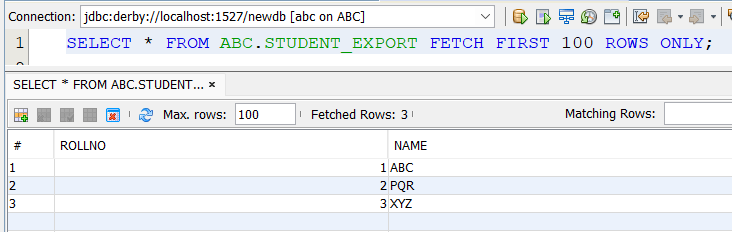 Connection: jdbc:derby://localhost:1527/newdb [abc on ABC]
1 SELECT * FROM ABC.STUDENT_EXPORT FETCH FIRST 100 ROWS ONLY;
SELECT * FROM ABC.STUDENT... ×
Max. rows: 100 Fetched Rows: 3 Matching Rows:
# ROLLNO NAME
1 1 ABC
2 2 PQR
3 3 XYZ